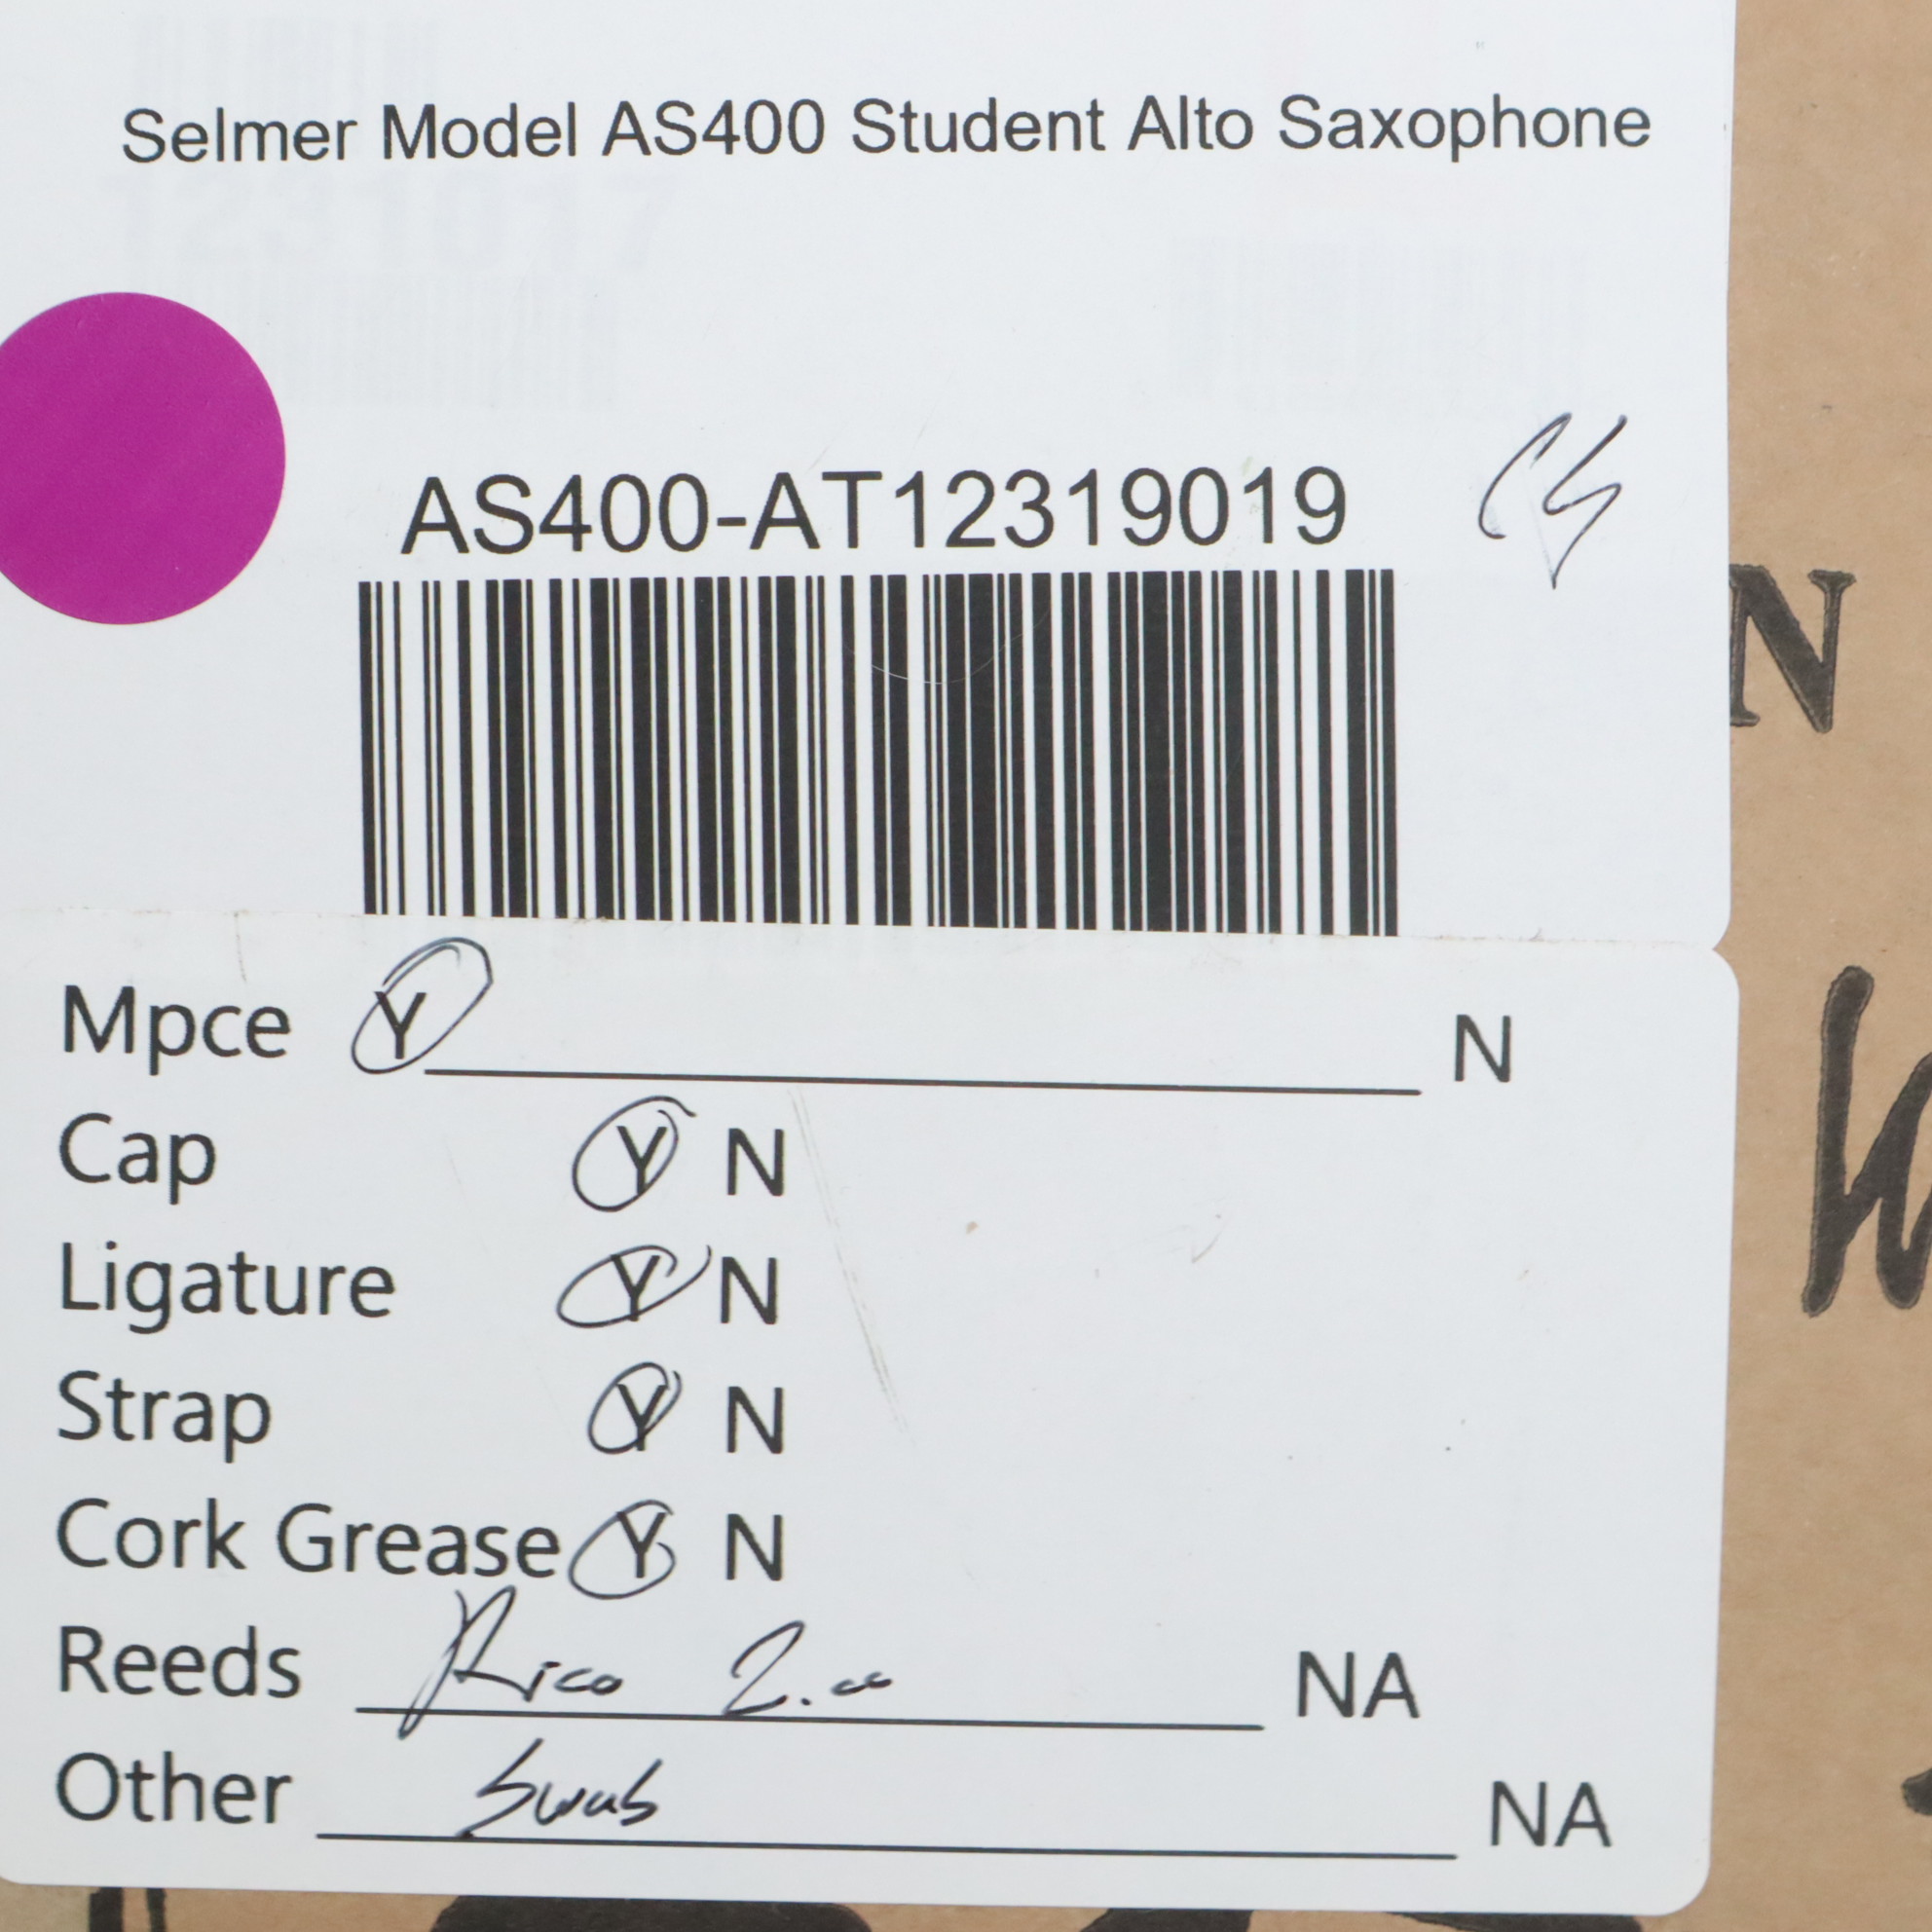 Selmer Model AS400 Student Alto Saxophone
AS400-AT12319019
N
Mpce Y N
Cap Y N
Ligature Y N
Strap Y N
Cork Grease Y N
Reeds Rico 2.00 NA
Other Swab NA